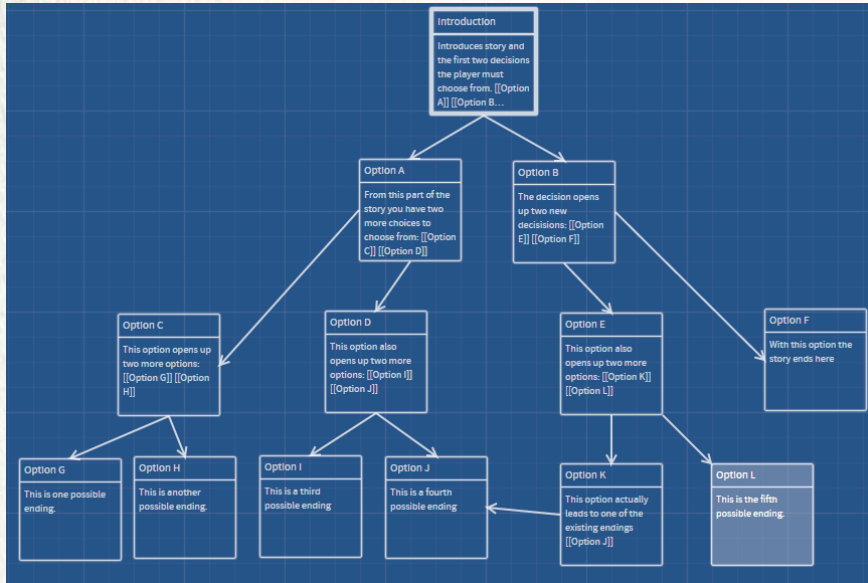 Introduction
Introduces story and
the first two decisions
the player must
choose from. [[Option
A]] [[Option B...
Option A
From this part of the
story you have two
more choices to
choose from: [[Option
C]] [[Option D]]
Option B
The decision opens
up two new
decisisions: [[Option
E]] [[Option F]]
Option C
This option opens up
two more options:
[[Option G]] [[Option
H]]
Option D
This option also
opens up two more
options: [[Option I]]
[[Option J]]
Option E
This option also
opens up two more
options: [[Option K]]
[[Option L]]
Option F
With this option the
story ends here
Option G
This is one possible
ending.
Option H
This is another
possible ending.
Option I
This is a third
possible ending
Option J
This is a fourth
possible ending
Option K
This option actually
leads to one of the
existing endings
[[Option J]]
Option L
This is the fifth
possible ending.